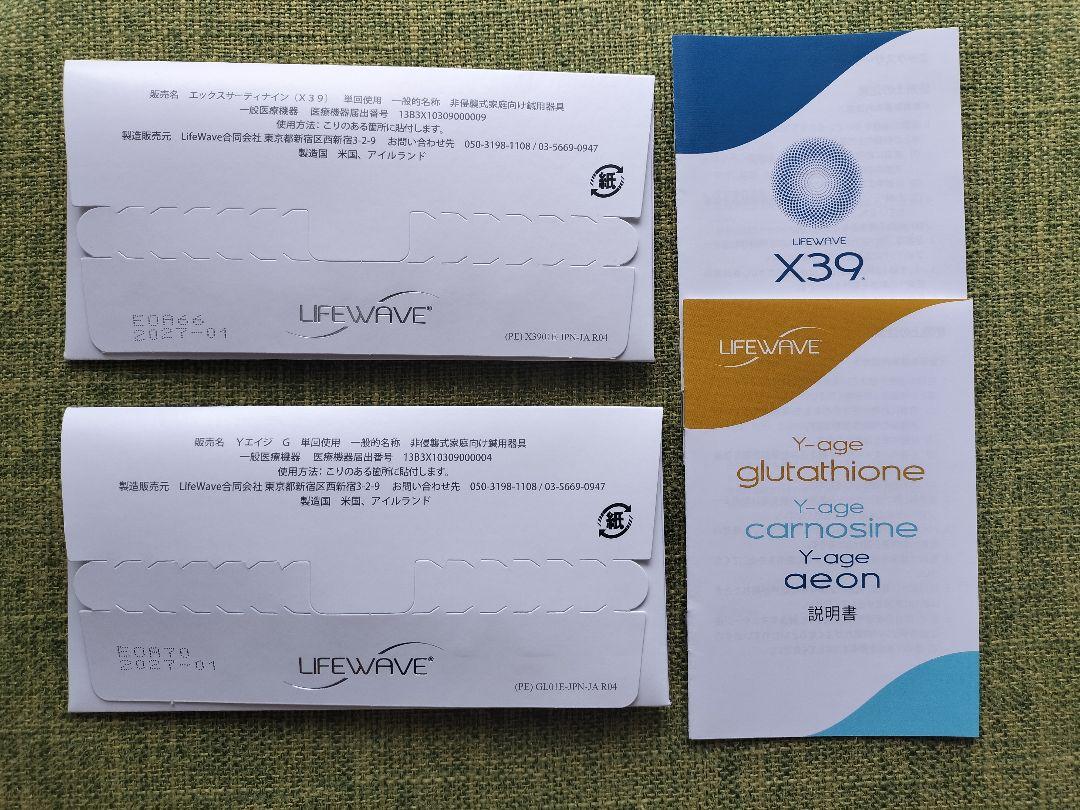 販売名 エックスサーティナイン（X39） 単回使用 一般的名称 非侵襲式家庭向け鍼用器具
一般医療機器 医療機器届出番号 13B3X10309000009
使用方法：こりのある箇所に貼付します。
製造販売元 LifeWave合同会社 東京都新宿区西新宿3-2-9 お問い合わせ先 050-3198-1108 / 03-5669-0947
製造国 米国、アイルランド
紙
LIFEWAVE®
E0A66
2027-01
(PE) X3901E-JPN-JA R04
販売名 Yエイジ G 単回使用 一般的名称 非侵襲式家庭向け鍼用器具
一般医療機器 医療機器届出番号 13B3X10309000004
使用方法：こりのある箇所に貼付します。
製造販売元 LifeWave合同会社 東京都新宿区西新宿3-2-9 お問い合わせ先 050-3198-1108 / 03-5669-0947
製造国 米国、アイルランド
紙
LIFEWAVE®
E0A70
2027-01
(PE) GL01E-JPN-JA R04
LIFEWAVE
X39®
LIFEWAVE
Y-age
glutathione
Y-age
carnosine
Y-age
aeon
説明書